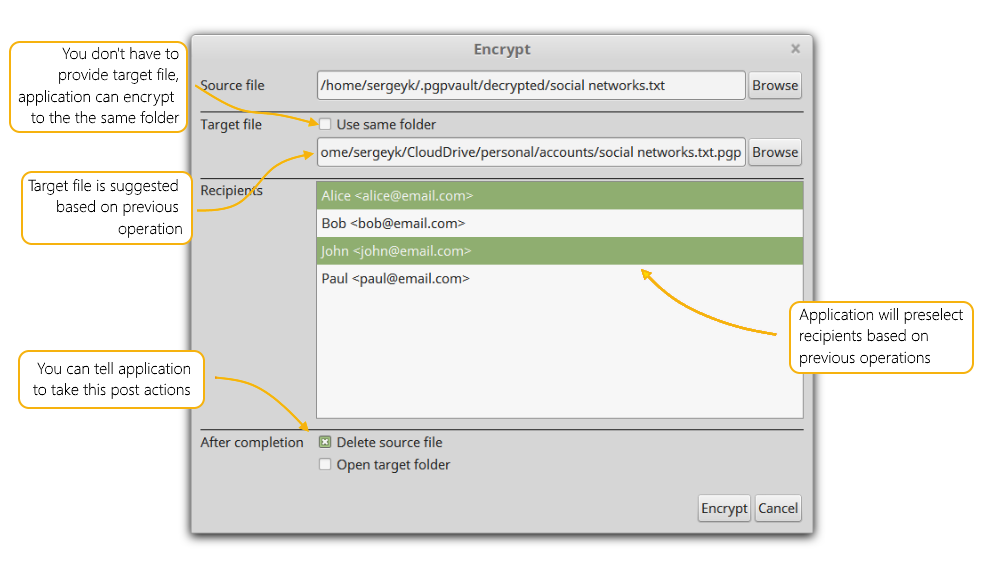 Encrypt
You don't have to
provide target file,
application can encrypt
to the the same folder
Source file
/home/sergeyk/.pgpvault/decrypted/social networks.txt
Browse
Target file
Use same folder
ome/sergeyk/CloudDrive/personal/accounts/social networks.txt.pgp
Browse
Target file is suggested
based on previous
operation
Recipients
Alice <alice@email.com>
Bob <bob@email.com>
John <john@email.com>
Paul <paul@email.com>
Application will preselect
recipients based on
previous operations
You can tell application
to take this post actions
After completion
Delete source file
Open target folder
Encrypt
Cancel